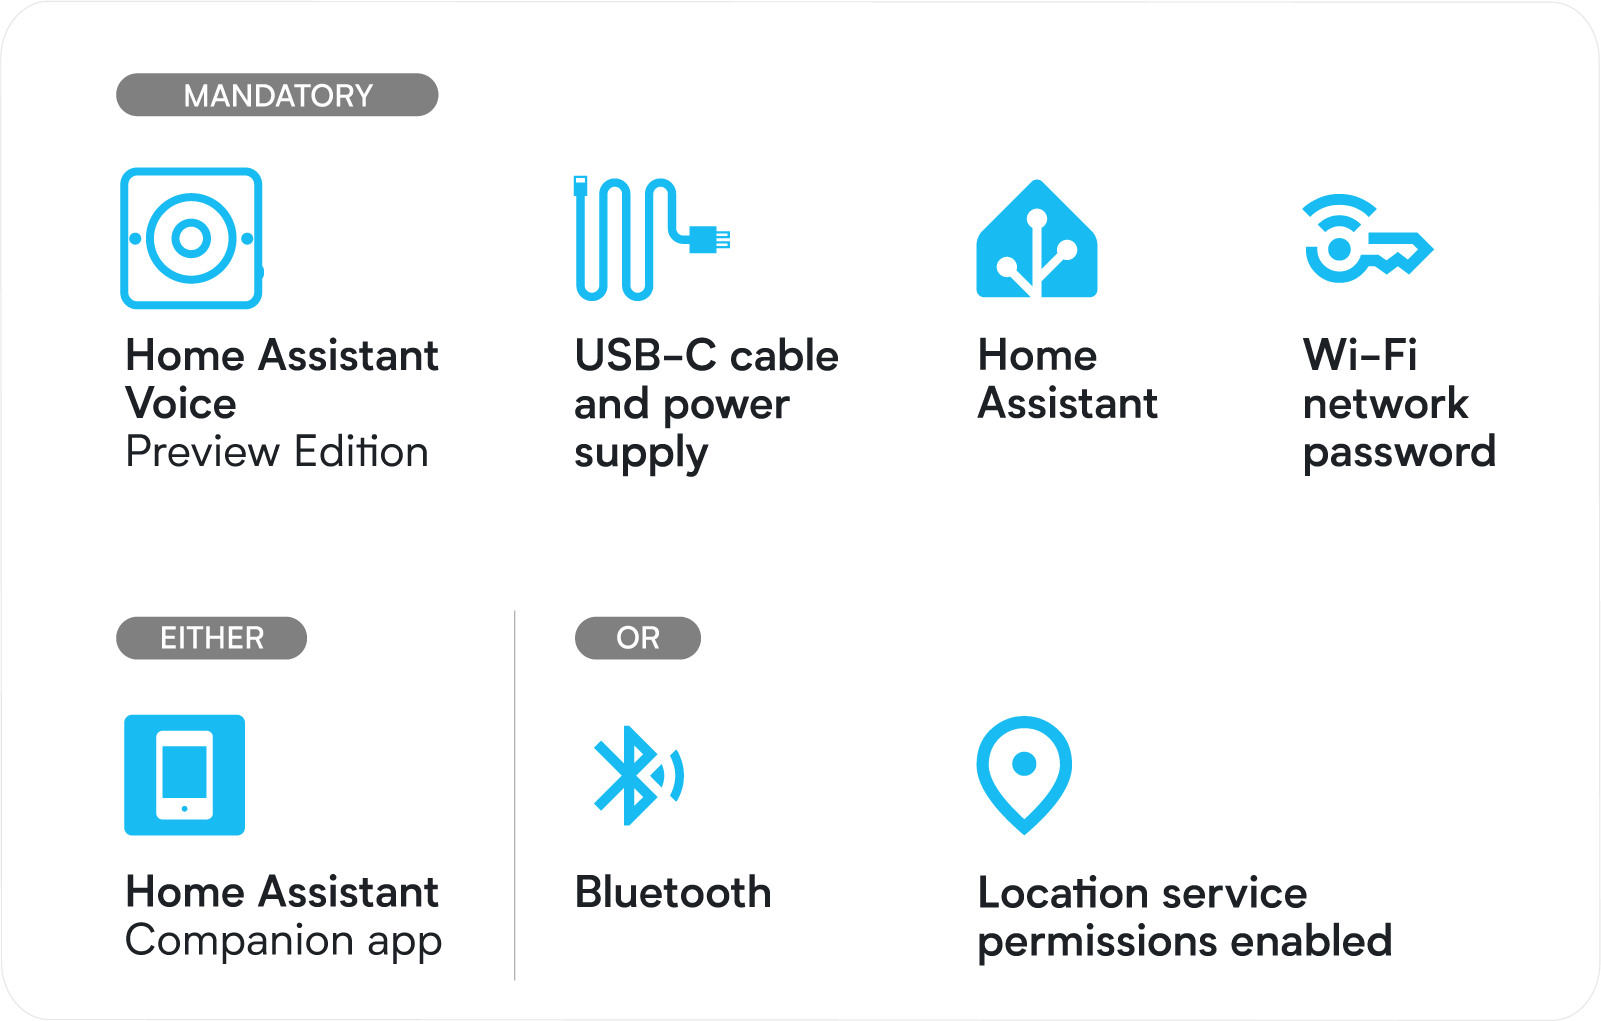 MANDATORY
Home Assistant
Voice
Preview Edition
USB-C cable
and power
supply
Home
Assistant
Wi-Fi
network
password
EITHER
Home Assistant
Companion app
OR
Bluetooth
Location service
permissions enabled